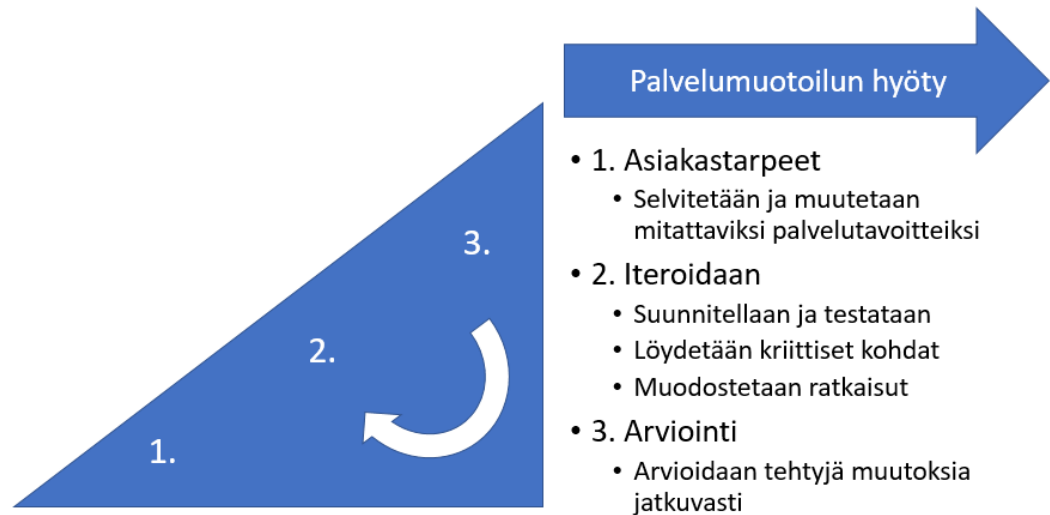 Palvelumuotoilun hyöty
3.
2.
1.
• 1. Asiakastarpeet
• Selvitetään ja muutetaan
mitattaviksi palvelutavoitteiksi
• 2. Iteroidaan
• Suunnitellaan ja testataan
• Löydetään kriittiset kohdat
• Muodostetaan ratkaisut
• 3. Arviointi
• Arvioidaan tehtyjä muutoksia
jatkuvasti